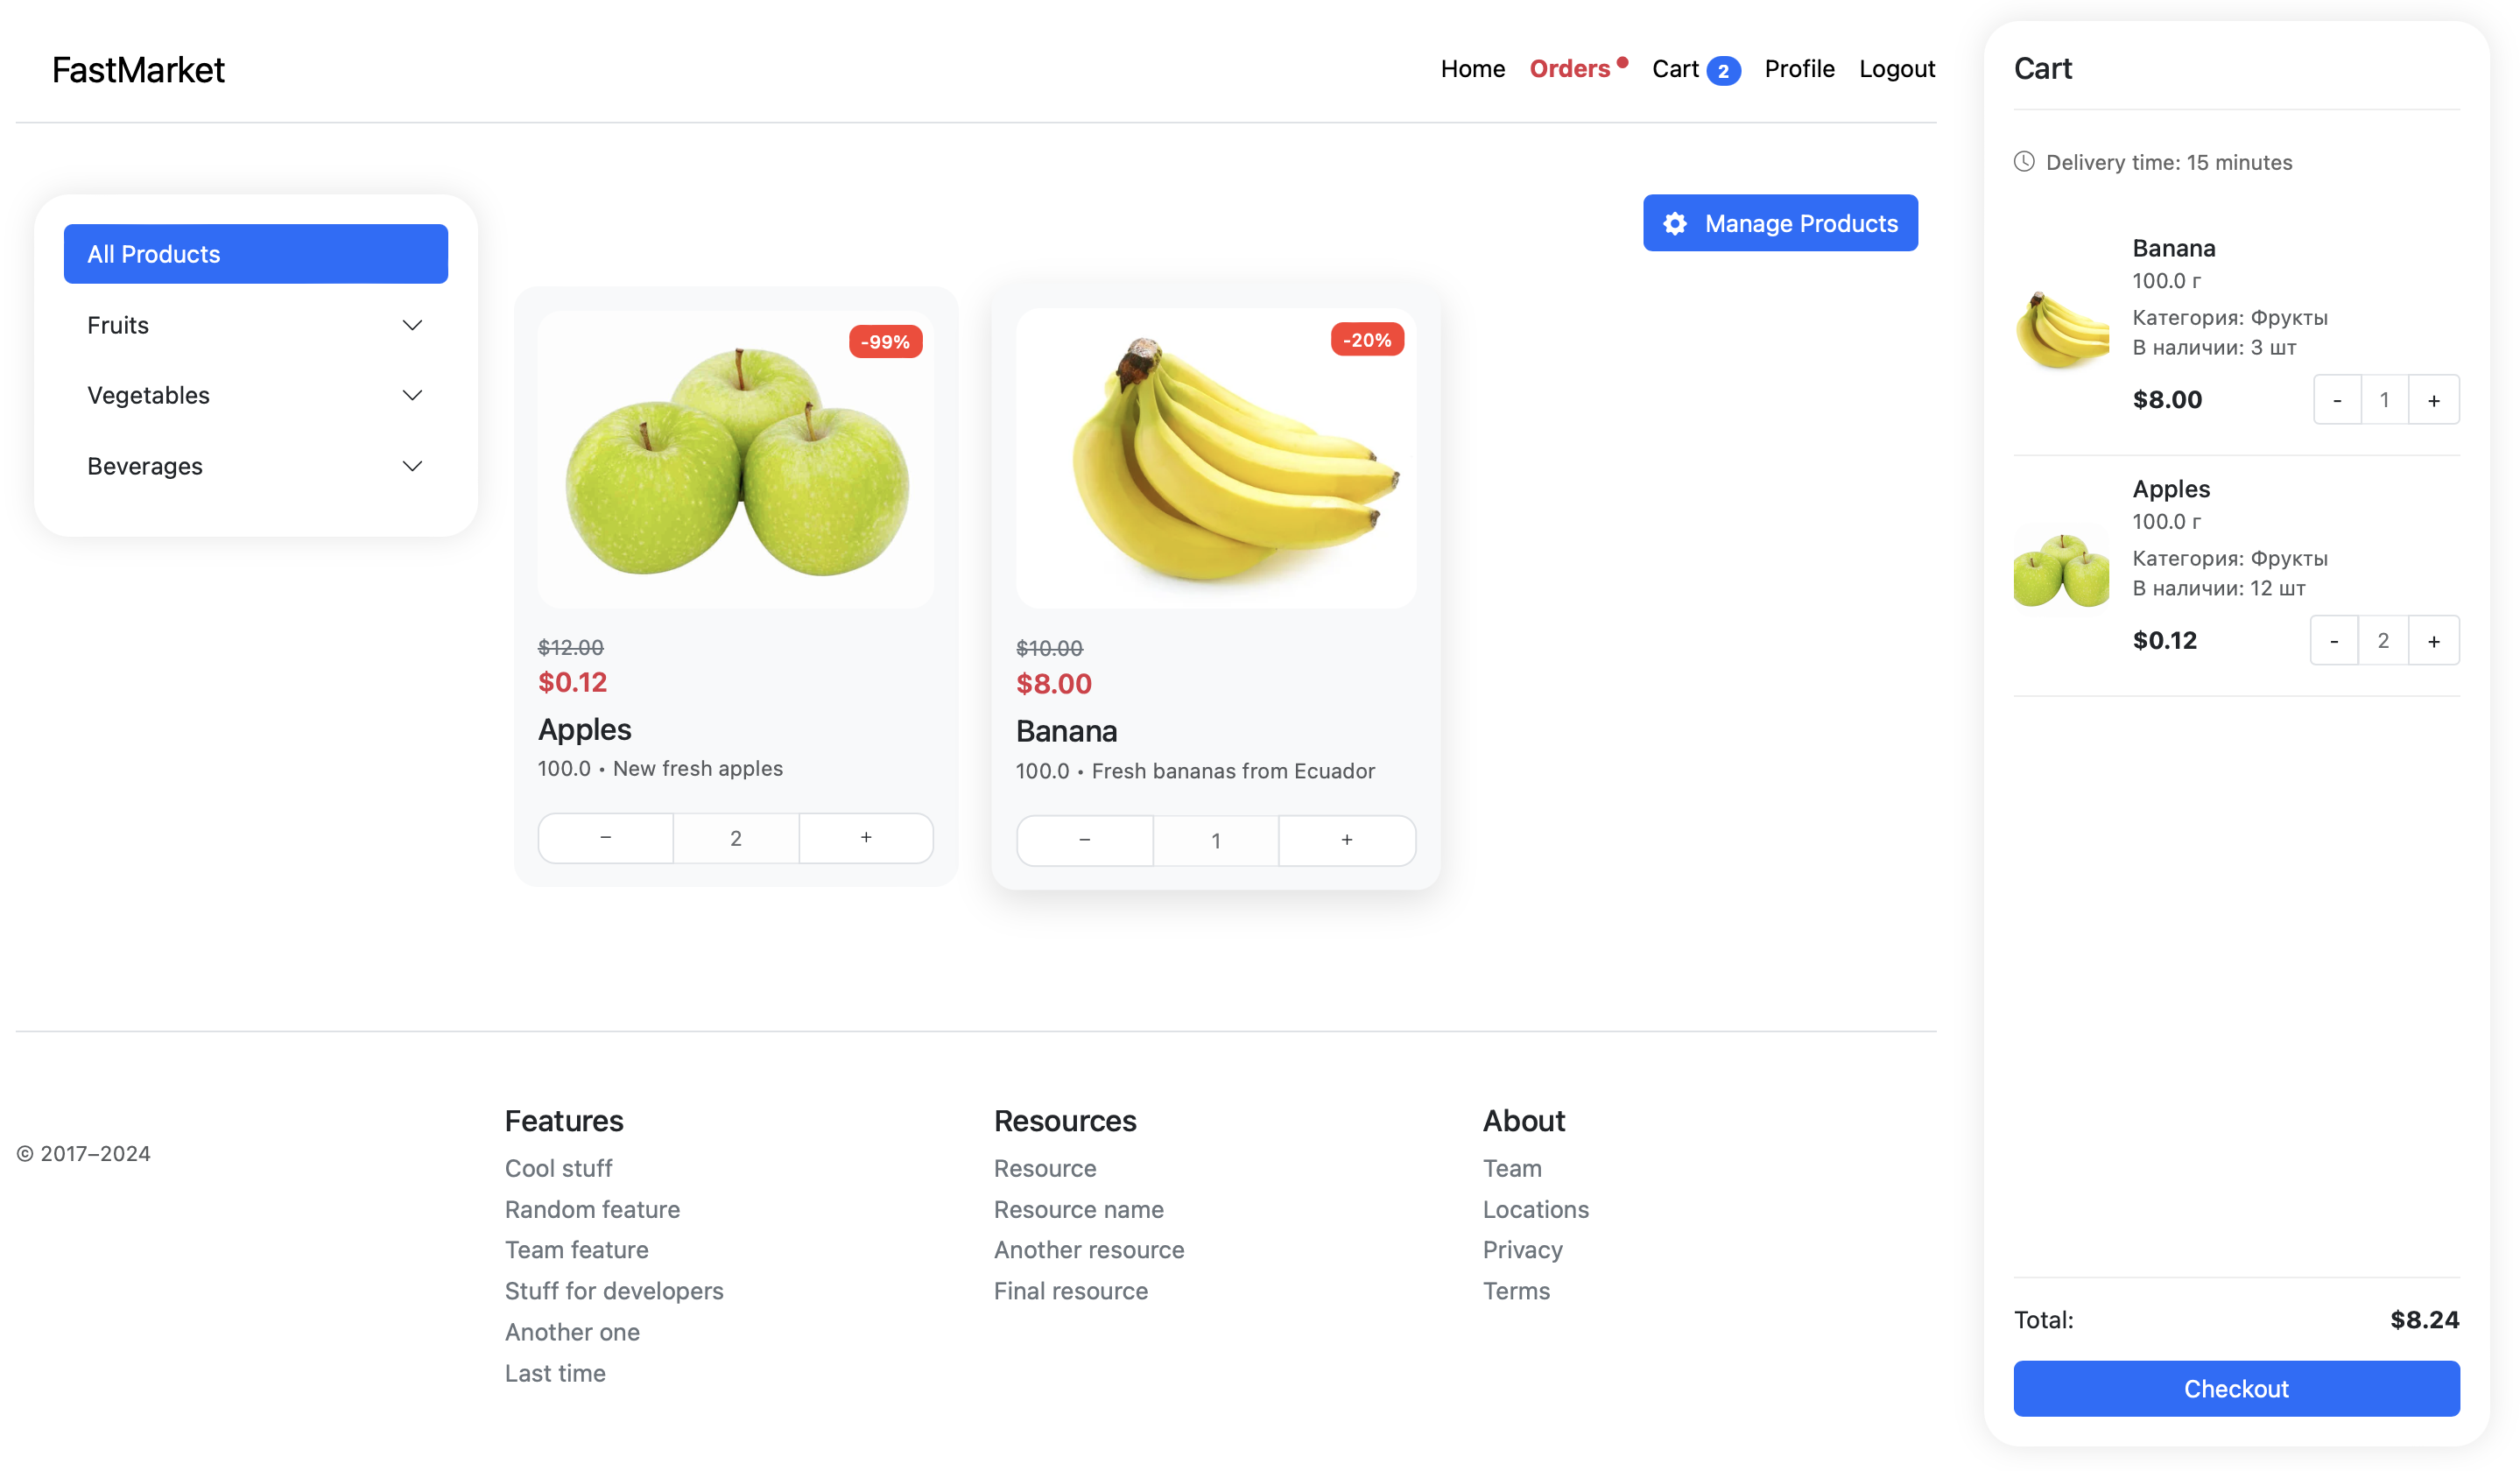 FastMarket
Home Orders Cart 2 Profile Logout
All Products
Fruits
Vegetables
Beverages
Manage Products
-99%
$12.00
$0.12
Apples
100.0 • New fresh apples
− 2 +
-20%
$10.00
$8.00
Banana
100.0 • Fresh bananas from Ecuador
− 1 +
© 2017–2024
Features
Cool stuff
Random feature
Team feature
Stuff for developers
Another one
Last time
Resources
Resource
Resource name
Another resource
Final resource
About
Team
Locations
Privacy
Terms
Cart
Delivery time: 15 minutes
Banana
100.0 г
Категория: Фрукты
В наличии: 3 шт
$8.00 - 1 +
Apples
100.0 г
Категория: Фрукты
В наличии: 12 шт
$0.12 - 2 +
Total: $8.24
Checkout